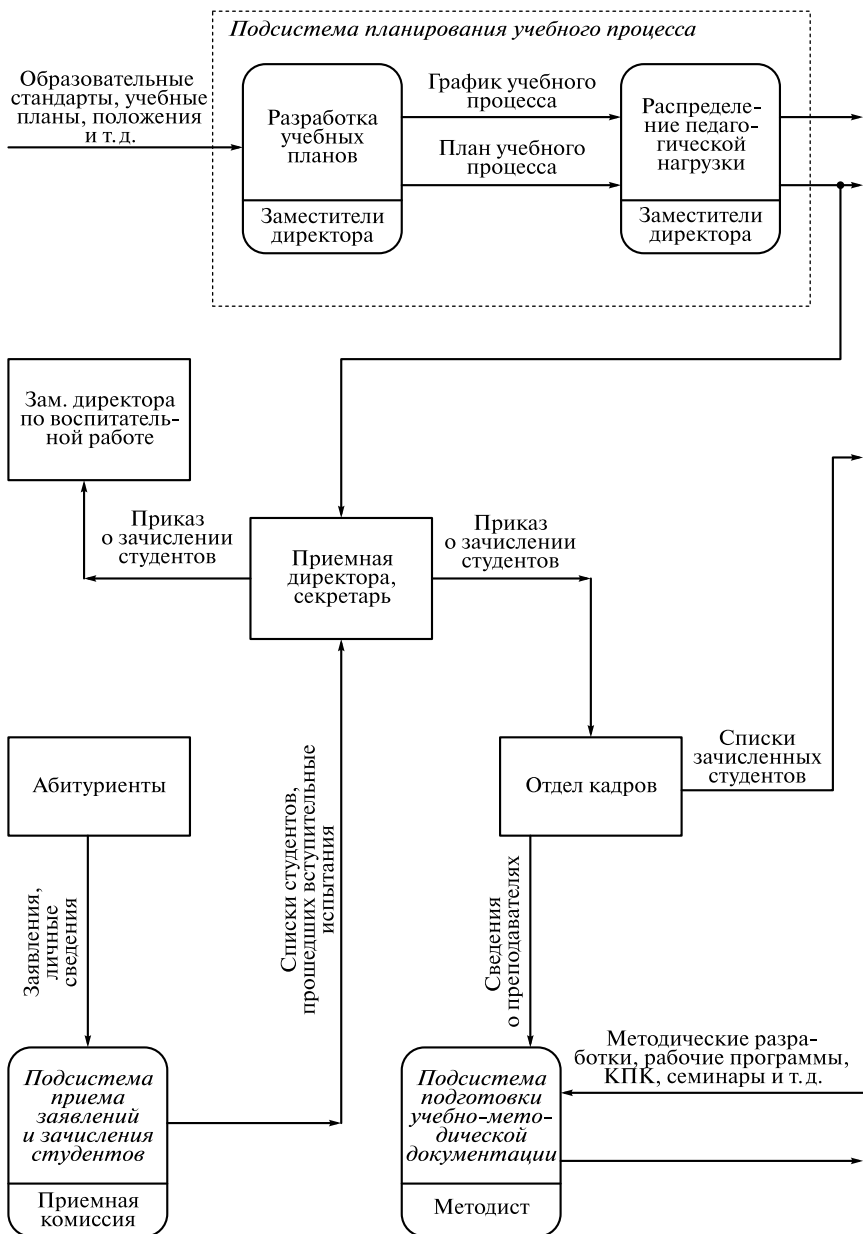 Подсистема планирования учебного процесса
Образовательные
стандарты, учебные
планы, положения
и т. д.
Разработка
учебных
планов
Заместители
директора
График учебного
процесса
План учебного
процесса
Распределе-
ние педаго-
гической
нагрузки
Заместители
директора
Зам. директора
по воспитатель-
ной работе
Приказ
о зачислении
студентов
Приемная
директора,
секретарь
Приказ
о зачислении
студентов
Абитуриенты
Отдел кадров
Списки
зачисленных
студентов
Заявления,
личные
сведения
Списки студентов,
прошедших вступительные
испытания
Сведения
о преподавателях
Подсистема
приема
заявлений
и зачисления
студентов
Приемная
комиссия
Подсистема
подготовки
учебно-мето-
дической
документации
Методист
Методические разра-
ботки, рабочие программы,
КПК, семинары и т. д.